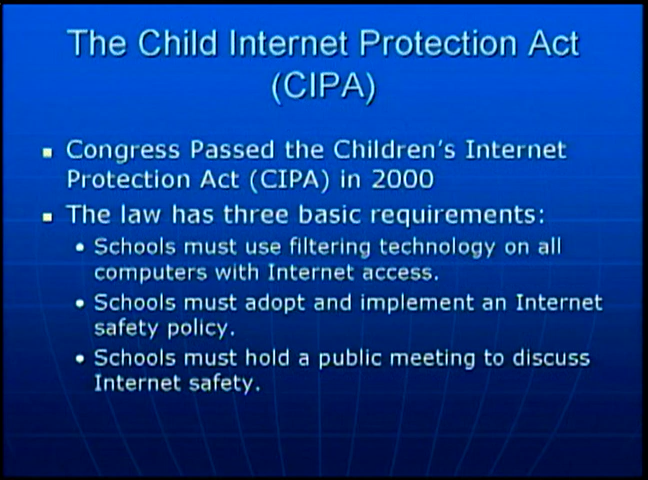 The Child Internet Protection Act
(CIPA)
Congress Passed the Children's Internet
Protection Act (CIPA) in 2000
The law has three basic requirements:
Schools must use filtering technology on all
computers with Internet access.
Schools must adopt and implement an Internet
safety policy.
Schools must hold a public meeting to discuss
Internet safety.